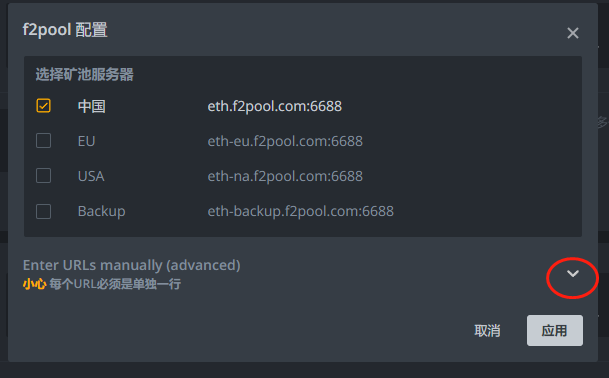 f2pool 配置
选择矿池服务器
中国 eth.f2pool.com:6688
EU eth-eu.f2pool.com:6688
USA eth-na.f2pool.com:6688
Backup eth-backup.f2pool.com:6688
多
Enter URLs manually (advanced)
小心 每个URL必须是单独一行
取消 应用